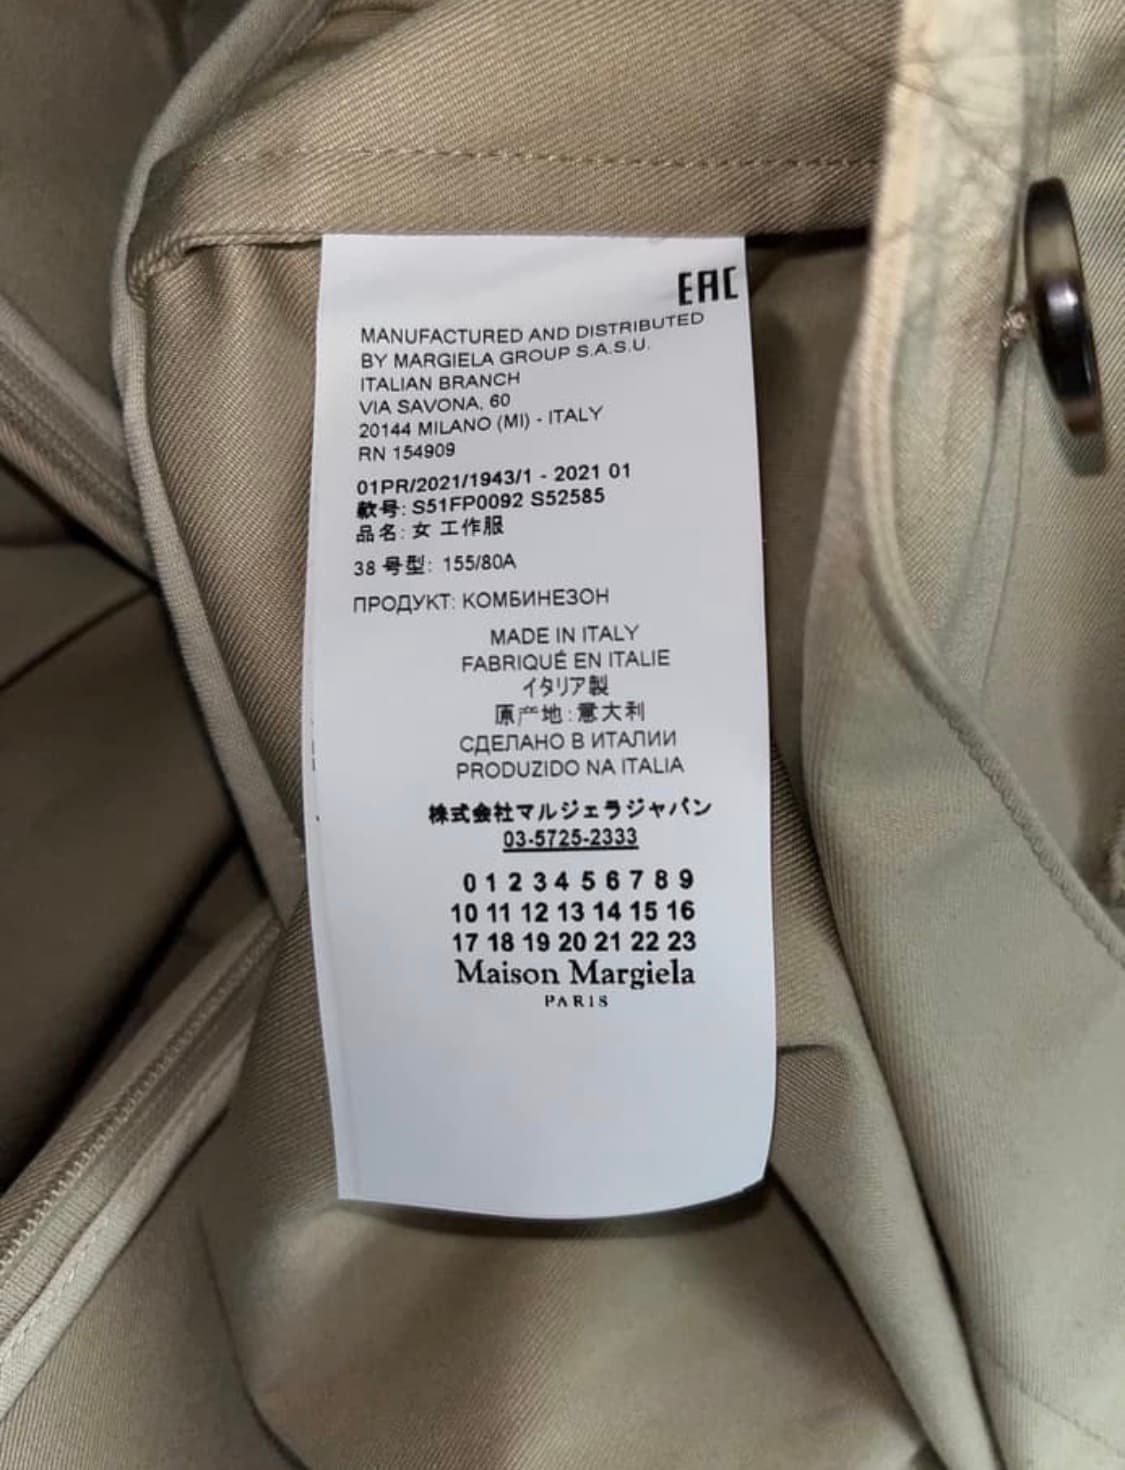 EAC
MANUFACTURED AND DISTRIBUTED
BY MARGIELA GROUP S.A.S.U.
ITALIAN BRANCH
VIA SAVONA, 60
20144 MILANO (MI) - ITALY
RN 154909
01PR/2021/1943/1 - 2021 01
款号: S51FP0092 S52585
品名: 女 工作服
38 号型: 155/80A
ПРОДУКТ: КОМБИНЕЗОН
MADE IN ITALY
FABRIQUÉ EN ITALIE
イタリア製
原产地:意大利
СДЕЛАНО В ИТАЛИИ
PRODUZIDO NA ITALIA
株式会社マルジェラジャパン
03-5725-2333
0 1 2 3 4 5 6 7 8 9
10 11 12 13 14 15 16
17 18 19 20 21 22 23
Maison Margiela
PARIS